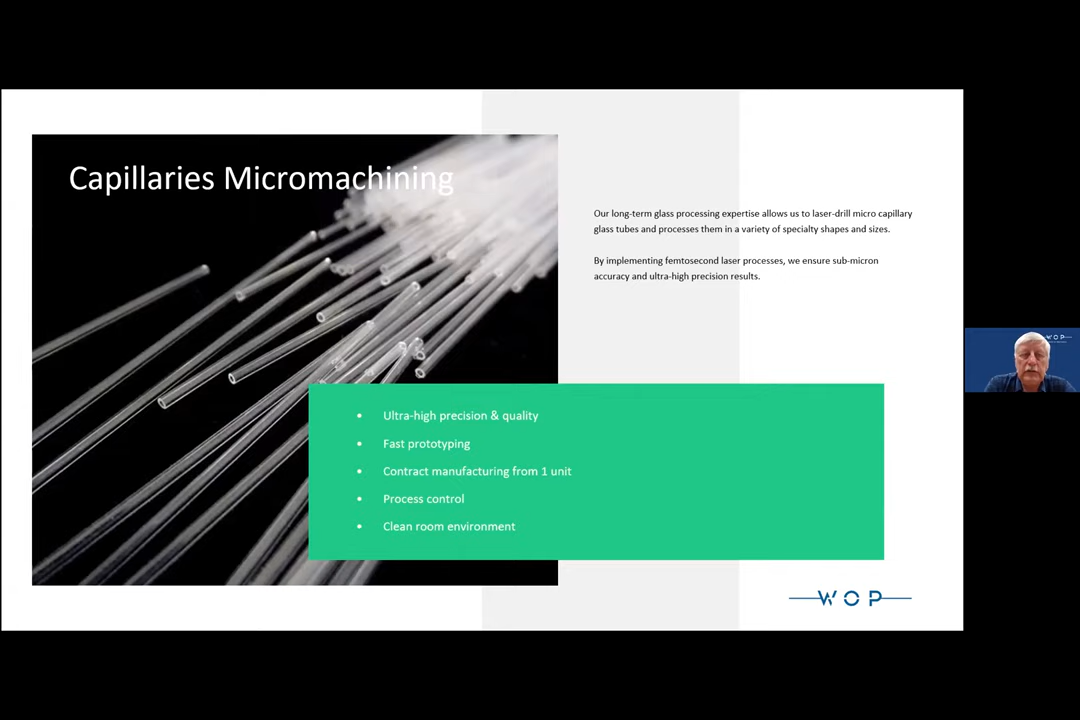 Capillaries Micromachining
Our long-term glass processing expertise allows us to laser-drill micro capillary
glass tubes and processes them in a variety of specialty shapes and sizes.
By implementing femtosecond laser processes, we ensure sub-micron
accuracy and ultra-high precision results.
• Ultra-high precision & quality
• Fast prototyping
• Contract manufacturing from 1 unit
• Process control
• Clean room environment
WOP
WOP